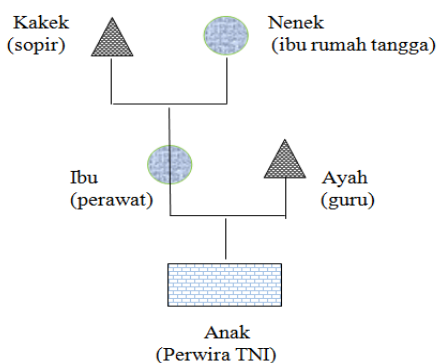 Kakek
(sopir)
Nenek
(ibu rumah tangga)
Ibu
(perawat)
Ayah
(guru)
Anak
(Perwira TNI)